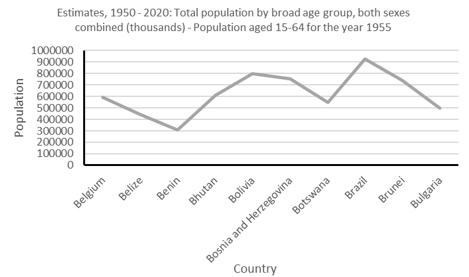 Estimates, 1950 - 2020: Total population by broad age group, both sexes
combined (thousands) - Population aged 15-64 for the year 1955
1000000
900000
800000
700000
600000
500000
400000
300000
200000
100000
0
Population
Belgium
Belize
Benin
Bhutan
Bolivia
Bosnia and Herzegovina
Botswana
Brazil
Brunei
Bulgaria
Country